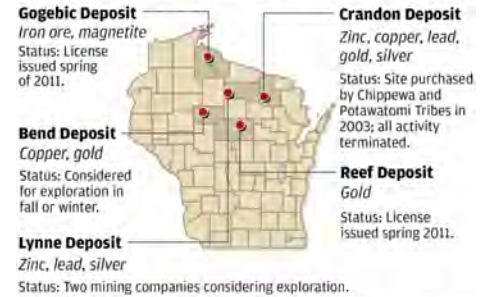 Gogebic Deposit
Iron ore, magnetite
Status: License
issued spring
of 2011.
Bend Deposit
Copper, gold
Status: Considered
for exploration in
fall or winter.
Lynne Deposit
Zinc, lead, silver
Status: Two mining companies considering exploration.
Crandon Deposit
Zinc, copper, lead,
gold, silver
Status: Site purchased
by Chippewa and
Potawatomi Tribes in
2003; all activity
terminated.
Reef Deposit
Gold
Status: License
issued spring 2011.